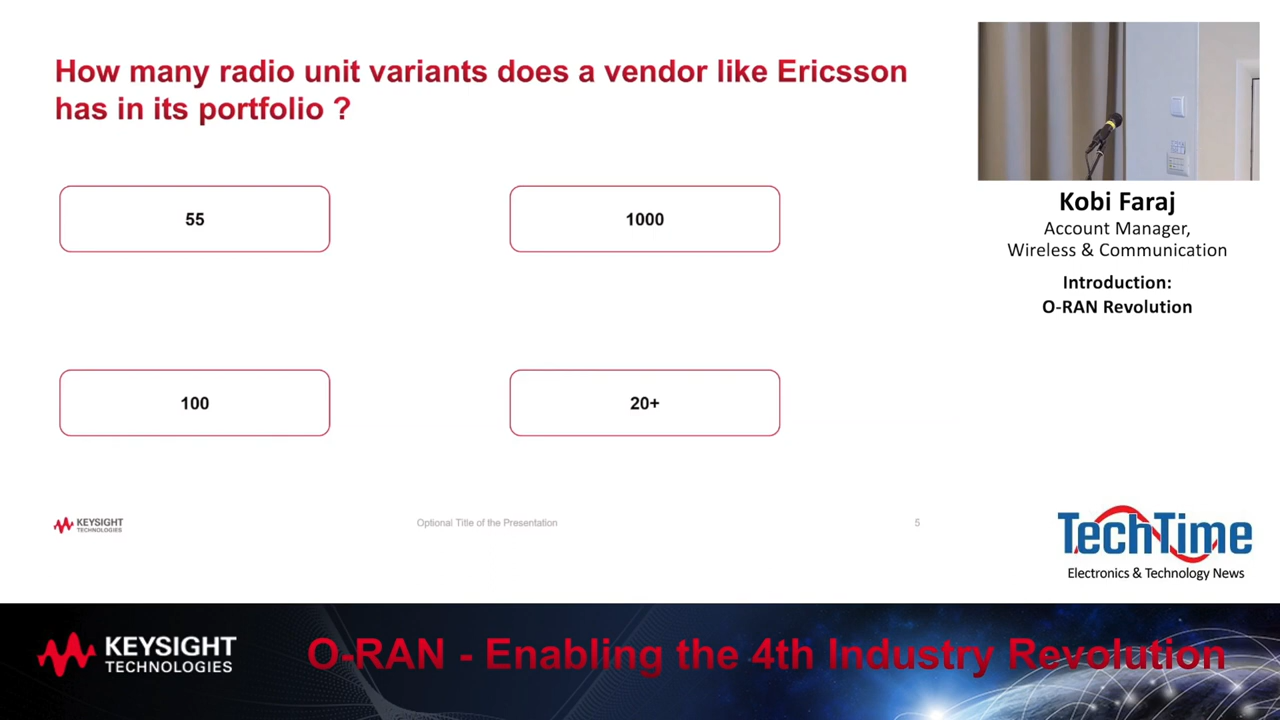 How many radio unit variants does a vendor like Ericsson
has in its portfolio ?
55
1000
100
20+
KEYSIGHT
TECHNOLOGIES
Optional Title of the Presentation
5
Kobi Faraj
Account Manager,
Wireless & Communication
Introduction:
O-RAN Revolution
TechTime
Electronics & Technology News
KEYSIGHT
TECHNOLOGIES
O-RAN - Enabling the 4th Industry Revolution